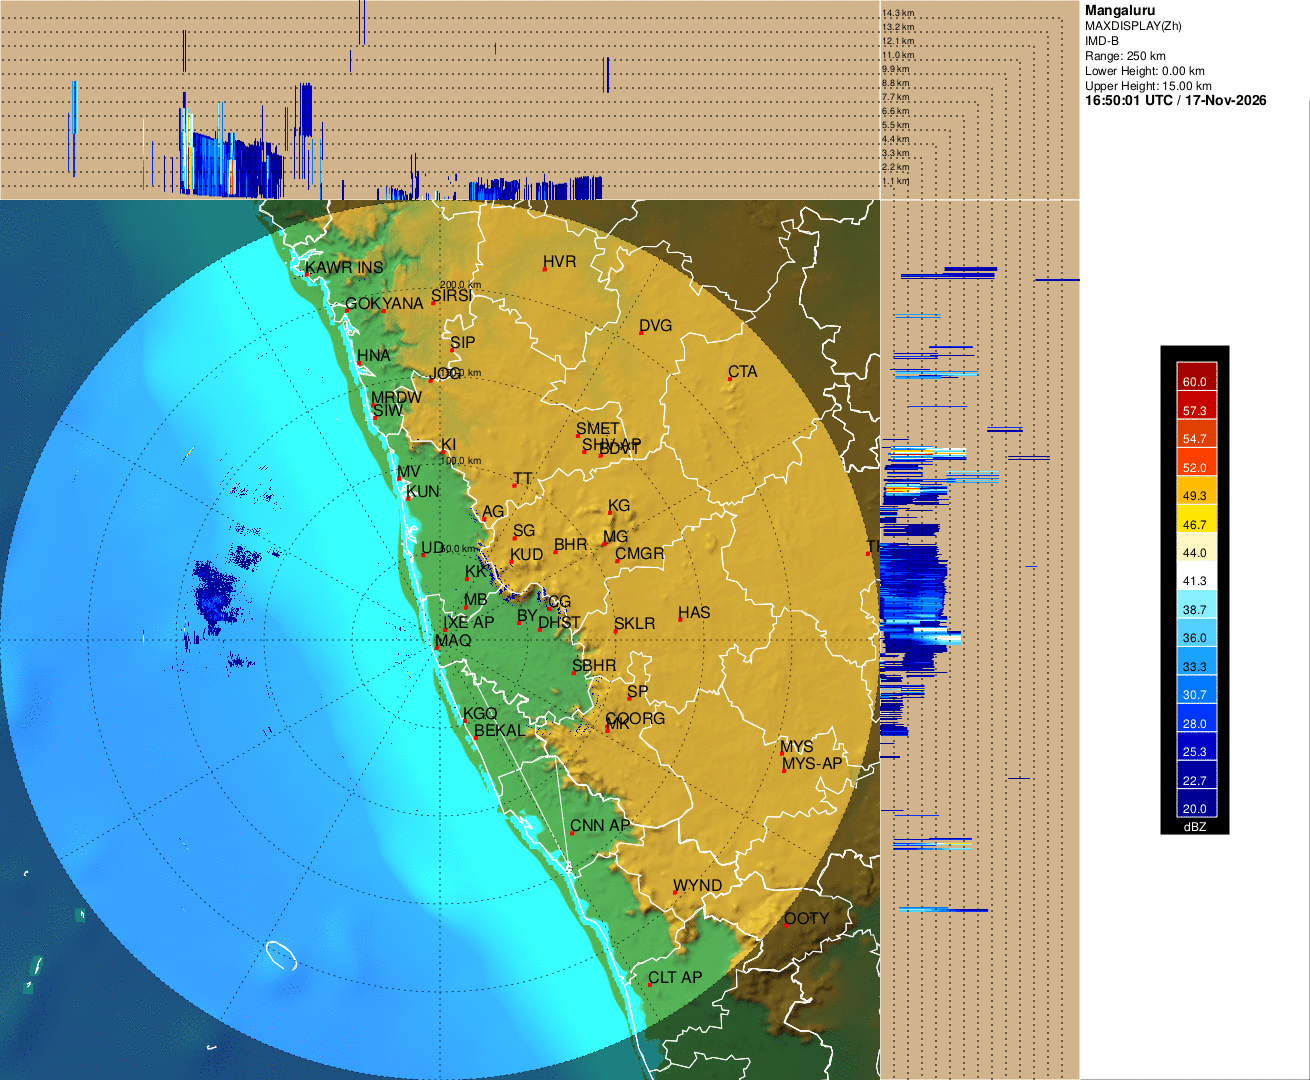 Mangaluru
MAXDISPLAY(Zh)
IMD-B
Range: 250 km
Lower Height: 0.00 km
Upper Height: 15.00 km
16:50:01 UTC / 17-Nov-2026
14.3 km
13.2 km
12.1 km
11.0 km
9.9 km
8.8 km
7.7 km
6.6 km
5.5 km
4.4 km
3.3 km
2.2 km
1.1 km
HVR
KAWR INS
200.0 km
SIRSI
GOKYANA
DVG
SIP
HNA
JOG
CTA
MRDW
SIW
SMET
SHV-AP
BDVT
KI
100.0 km
MV
TT
KUN
KG
AG
SG
MG
UD
50.0 km
KUD
BHR
CMGR
KK
MB
CG
BY
DHST
HAS
IXE AP
SKLR
MAQ
SBHR
SP
KGQ
COORG
MK
BEKAL
MYS
MYS-AP
CNN AP
WYND
OOTY
CLT AP
60.0
57.3
54.7
52.0
49.3
46.7
44.0
41.3
38.7
36.0
33.3
30.7
28.0
25.3
22.7
20.0
dBZ